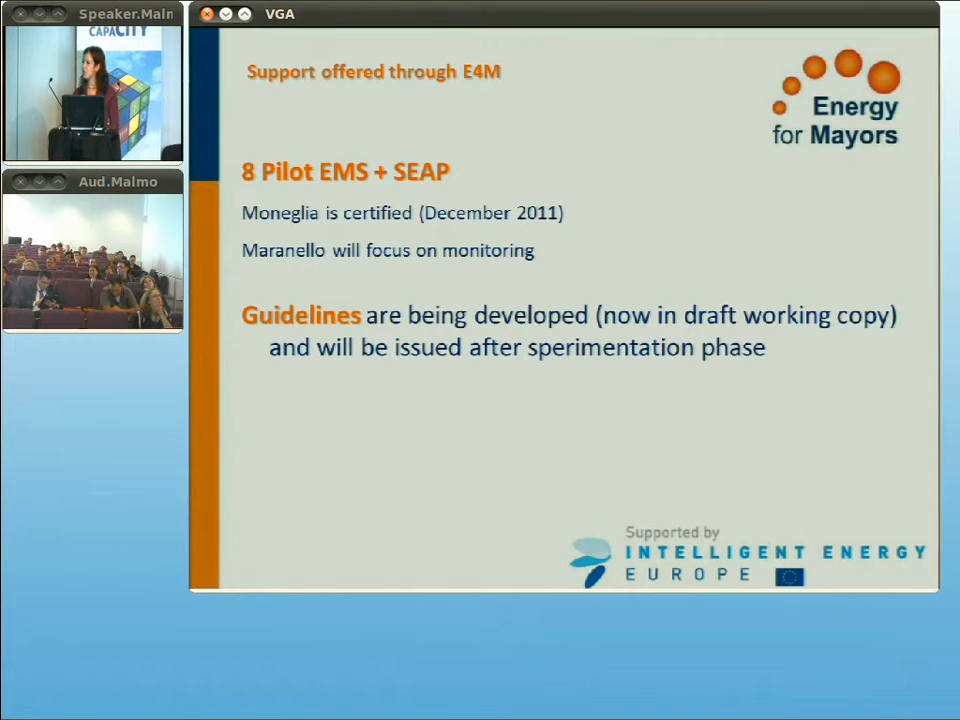 Speaker.Malm
VGA
CAPACITY
Aud.Malmo
Support offered through E4M
Energy
for Mayors
8 Pilot EMS + SEAP
Moneglia is certified (December 2011)
Maranello will focus on monitoring
Guidelines are being developed (now in draft working copy)
and will be issued after sperimentation phase
Supported by
INTELLIGENT ENERGY
EUROPE